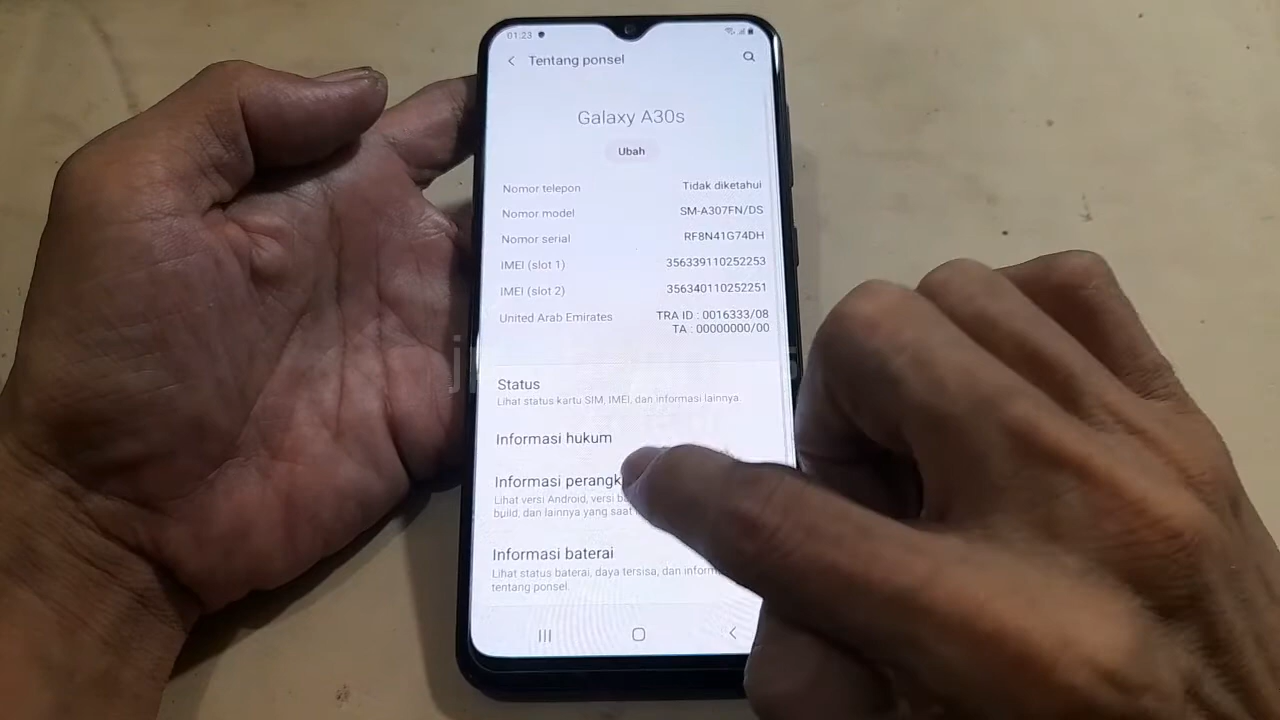 01:23
Tentang ponsel
Galaxy A30s
Ubah
Nomor telepon Tidak diketahui
Nomor model SM-A307FN/DS
Nomor serial RF8N41G74DH
IMEI (slot 1) 356339110252253
IMEI (slot 2) 356340110252251
United Arab Emirates TRA ID : 0016333/08
TA : 00000000/00
Status
Lihat status kartu SIM, IMEI, dan informasi lainnya.
Informasi hukum
Informasi perangk
Lihat versi Android, versi ba
build, dan lainnya yang saat
Informasi baterai
Lihat status baterai, daya tersisa, dan inform
tentang ponsel.